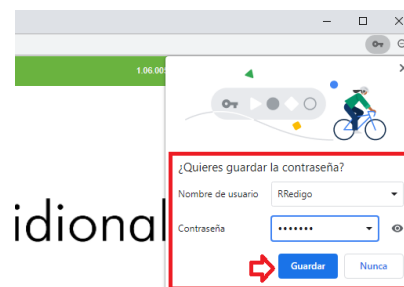 1.06.00
¿Quieres guardar la contraseña?
Nombre de usuario RRedigo
idional
Contraseña •••••••
Guardar Nunca